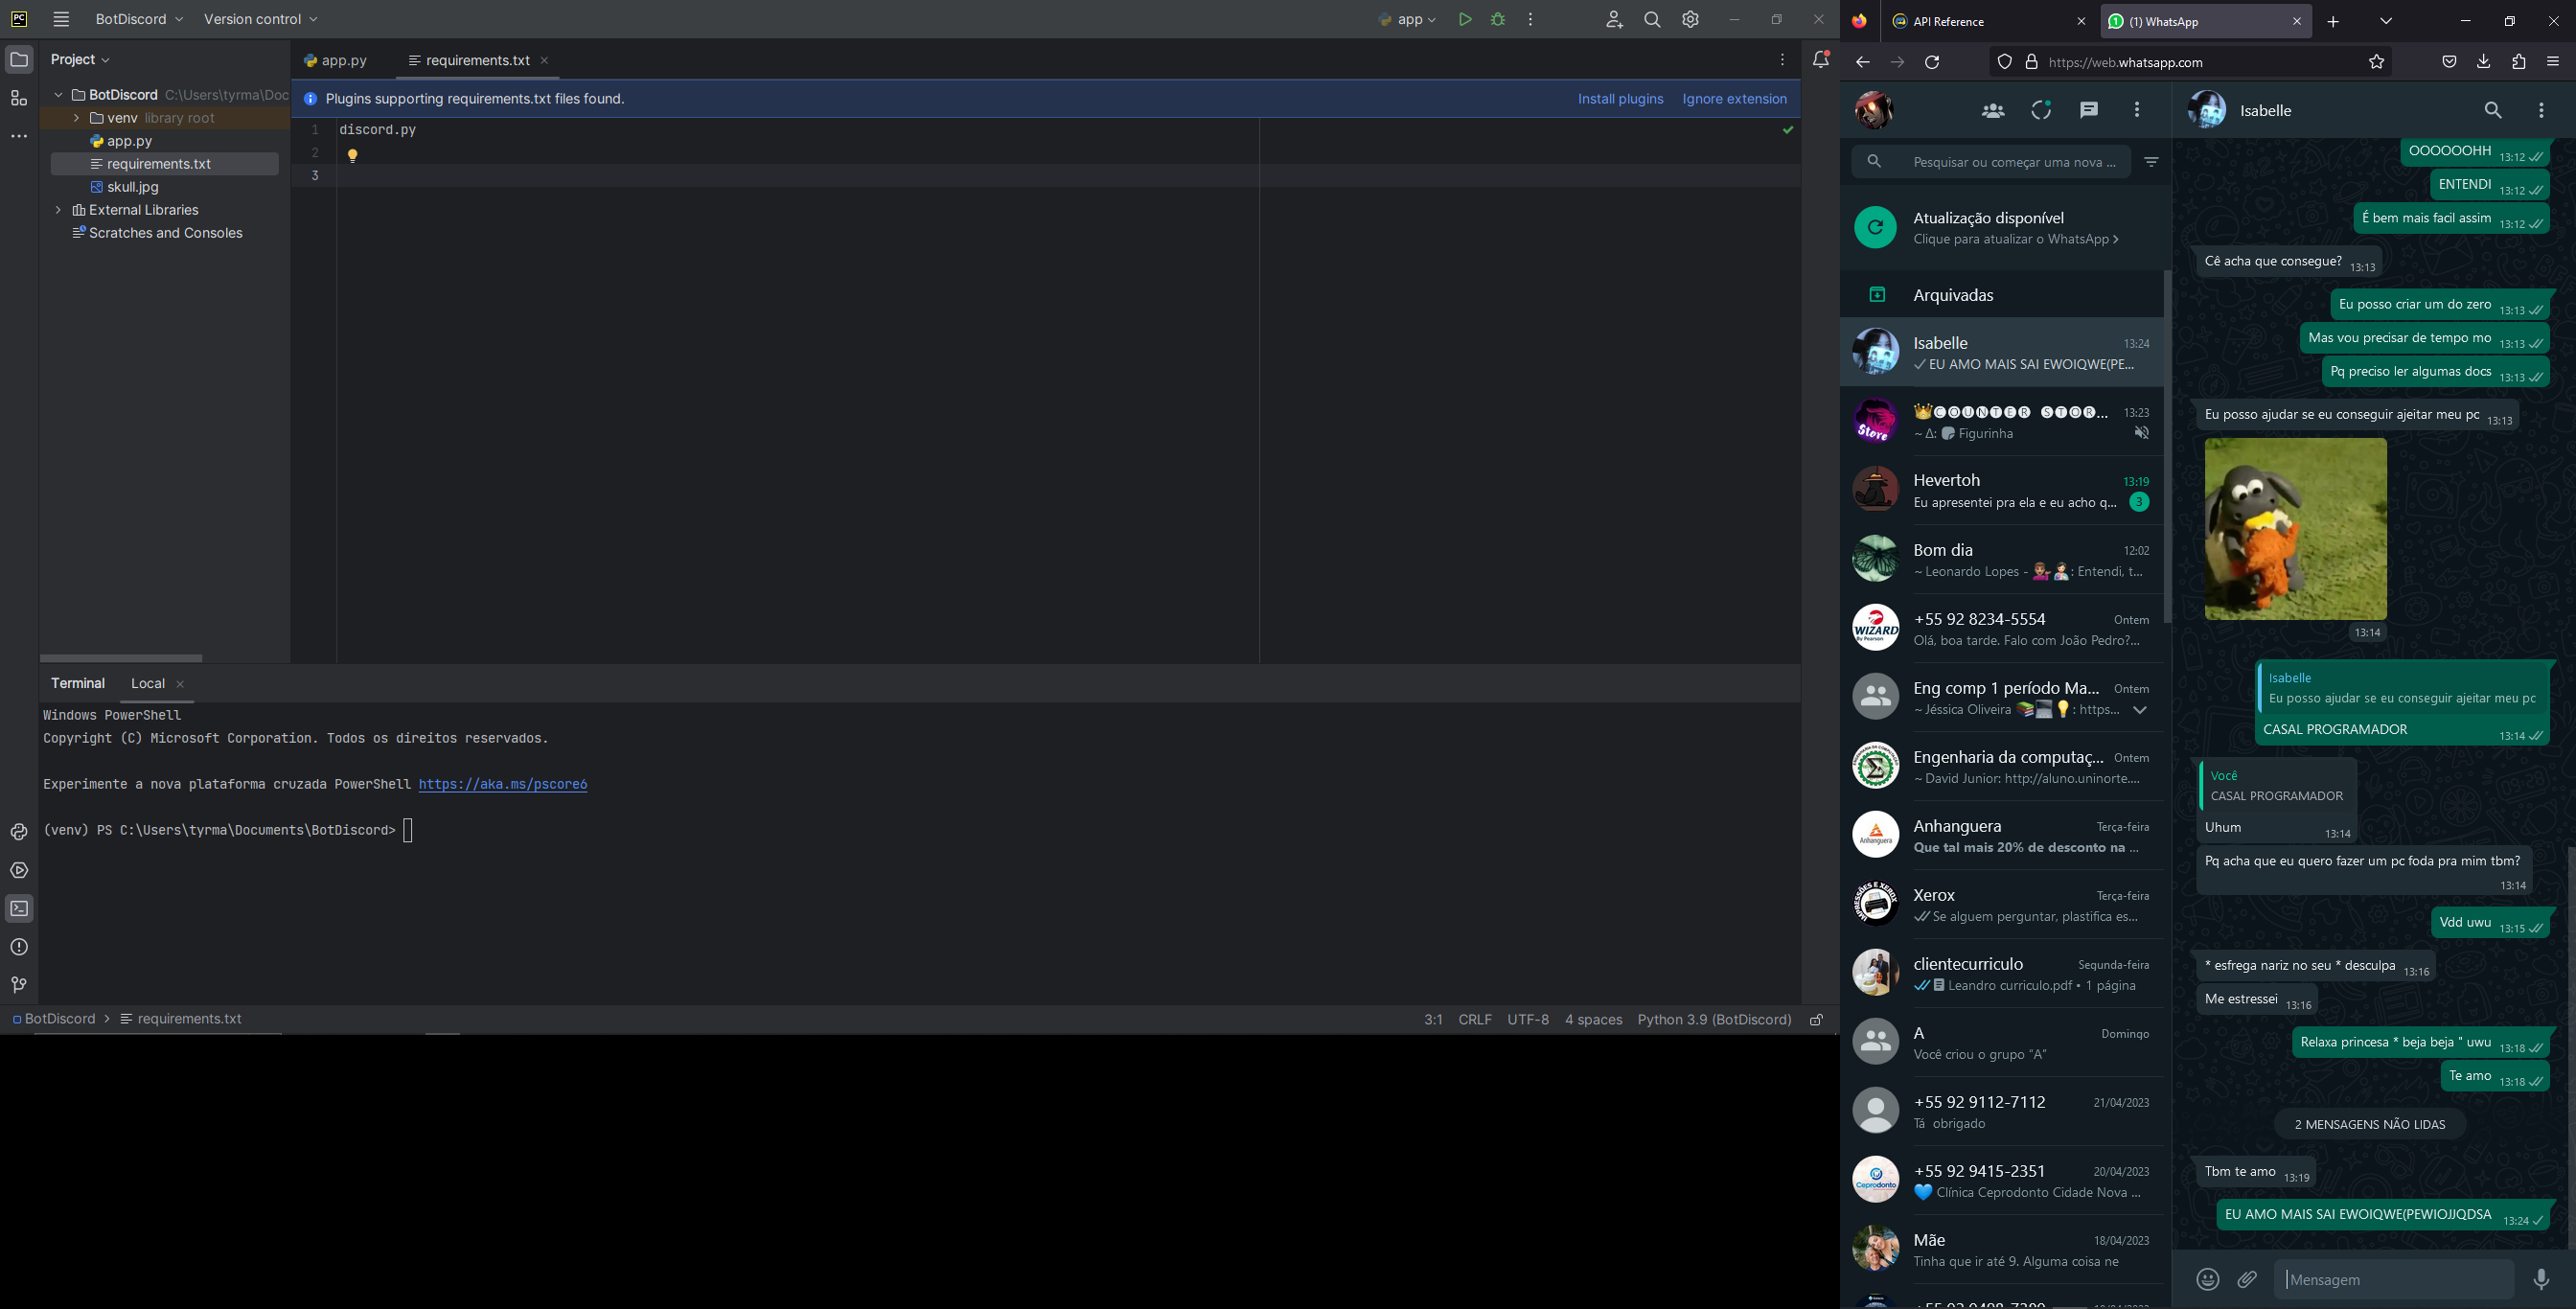 BotDiscord
Version control
app
Project
BotDiscord C:\Users\tyrma\Doc
venv library root
app.py
requirements.txt
skull.jpg
External Libraries
Scratches and Consoles
app.py
requirements.txt
Plugins supporting requirements.txt files found.
Install plugins
Ignore extension
1 discord.py
2
3
Terminal
Local
Windows PowerShell
Copyright (C) Microsoft Corporation. Todos os direitos reservados.
Experimente a nova plataforma cruzada PowerShell https://aka.ms/pscore6
(venv) PS C:\Users\tyrma\Documents\BotDiscord>
BotDiscord > requirements.txt
3:1 CRLF UTF-8 4 spaces Python 3.9 (BotDiscord)
API Reference
(1) WhatsApp
https://web.whatsapp.com
Pesquisar ou começar uma nova ...
Atualização disponível
Clique para atualizar o WhatsApp >
Arquivadas
Isabelle 13:24
EU AMO MAIS SAI EWOIQWE(PE...
👑🅒🅞🅤🅝🅣🅔🅡 🅢🅣🅞🅡... 13:23
~ Δ: Figurinha
Store
Hevertoh 13:19
Eu apresentei pra ela e eu acho q... 3
Bom dia 12:02
~ Leonardo Lopes - : Entendi, t...
WIZARD
By Pearson
+55 92 8234-5554 Ontem
Olá, boa tarde. Falo com João Pedro?...
Eng comp 1 período Ma... Ontem
~ Jéssica Oliveira 📚💻💡: https...
Engenharia da computaç... Ontem
~ David Junior: http://aluno.uninorte....
Anhanguera
Anhanguera Terça-feira
Que tal mais 20% de desconto na ...
Xerox Terça-feira
Se alguem perguntar, plastifica es...
clientecurriculo Segunda-feira
Leandro curriculo.pdf • 1 página
A Domingo
Você criou o grupo "A"
+55 92 9112-7112 21/04/2023
Tá obrigado
Ceprodonto
+55 92 9415-2351 20/04/2023
💙 Clínica Ceprodonto Cidade Nova ...
Mãe 18/04/2023
Tinha que ir até 9. Alguma coisa ne
Isabelle
OOOOOOHH 13:12
ENTENDI 13:12
É bem mais facil assim 13:12
Cê acha que consegue? 13:13
Eu posso criar um do zero 13:13
Mas vou precisar de tempo mo 13:13
Pq preciso ler algumas docs 13:13
Eu posso ajudar se eu conseguir ajeitar meu pc 13:13
13:14
Isabelle
Eu posso ajudar se eu conseguir ajeitar meu pc
CASAL PROGRAMADOR 13:14
Você
CASAL PROGRAMADOR
Uhum 13:14
Pq acha que eu quero fazer um pc foda pra mim tbm?
13:14
Vdd uwu 13:15
* esfrega nariz no seu * desculpa 13:16
Me estressei 13:16
Relaxa princesa * beja beja " uwu 13:18
Te amo 13:18
2 MENSAGENS NÃO LIDAS
Tbm te amo 13:19
EU AMO MAIS SAI EWOIQWE(PEWIOJJQDSA 13:24
Mensagem